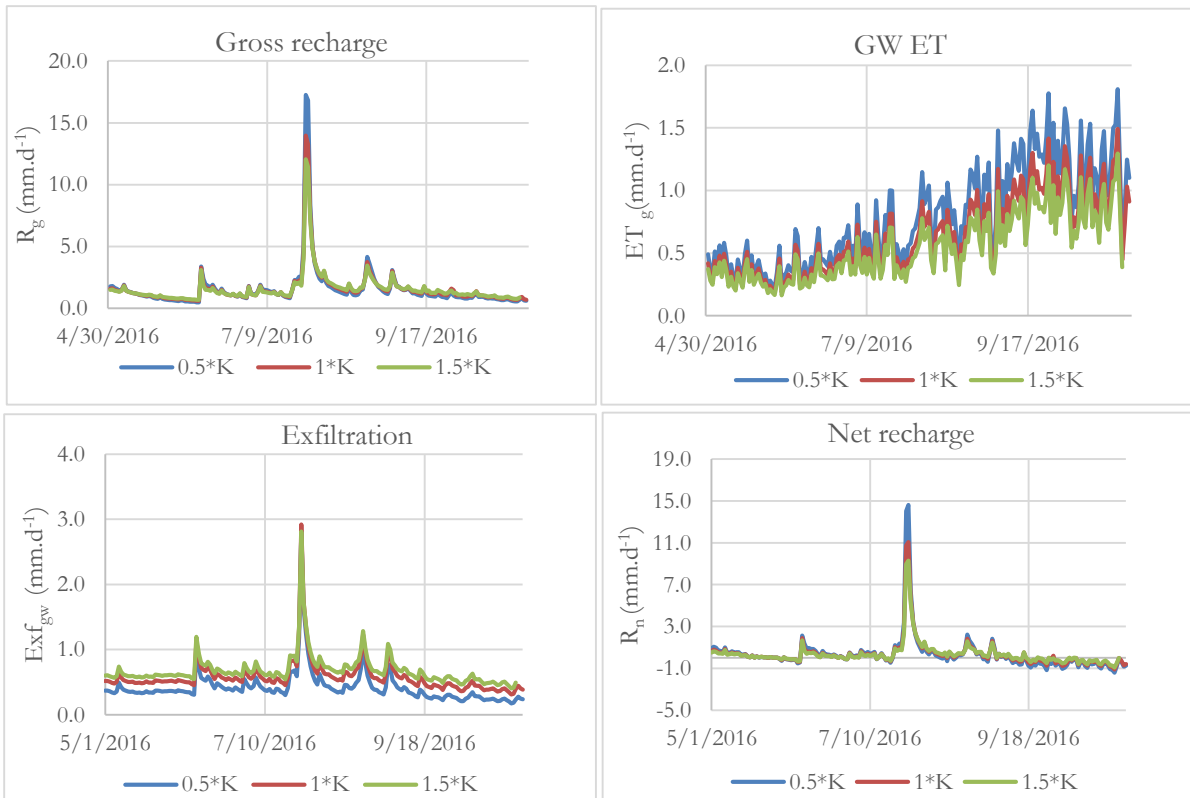 Gross recharge
20.0
15.0
10.0
5.0
0.0
R_g (mm.d^-1)
4/30/2016 7/9/2016 9/17/2016
0.5*K 1*K 1.5*K
GW ET
2.0
1.5
1.0
0.5
0.0
ET_g(mm.d^-1)
4/30/2016 7/9/2016 9/17/2016
0.5*K 1*K 1.5*K
Exfiltration
4.0
3.0
2.0
1.0
0.0
Exf_gw (mm.d^-1)
5/1/2016 7/10/2016 9/18/2016
0.5*K 1*K 1.5*K
Net recharge
19.0
15.0
11.0
7.0
3.0
-1.0
-5.0
R_n (mm.d^-1)
5/1/2016 7/10/2016 9/18/2016
0.5*K 1*K 1.5*K